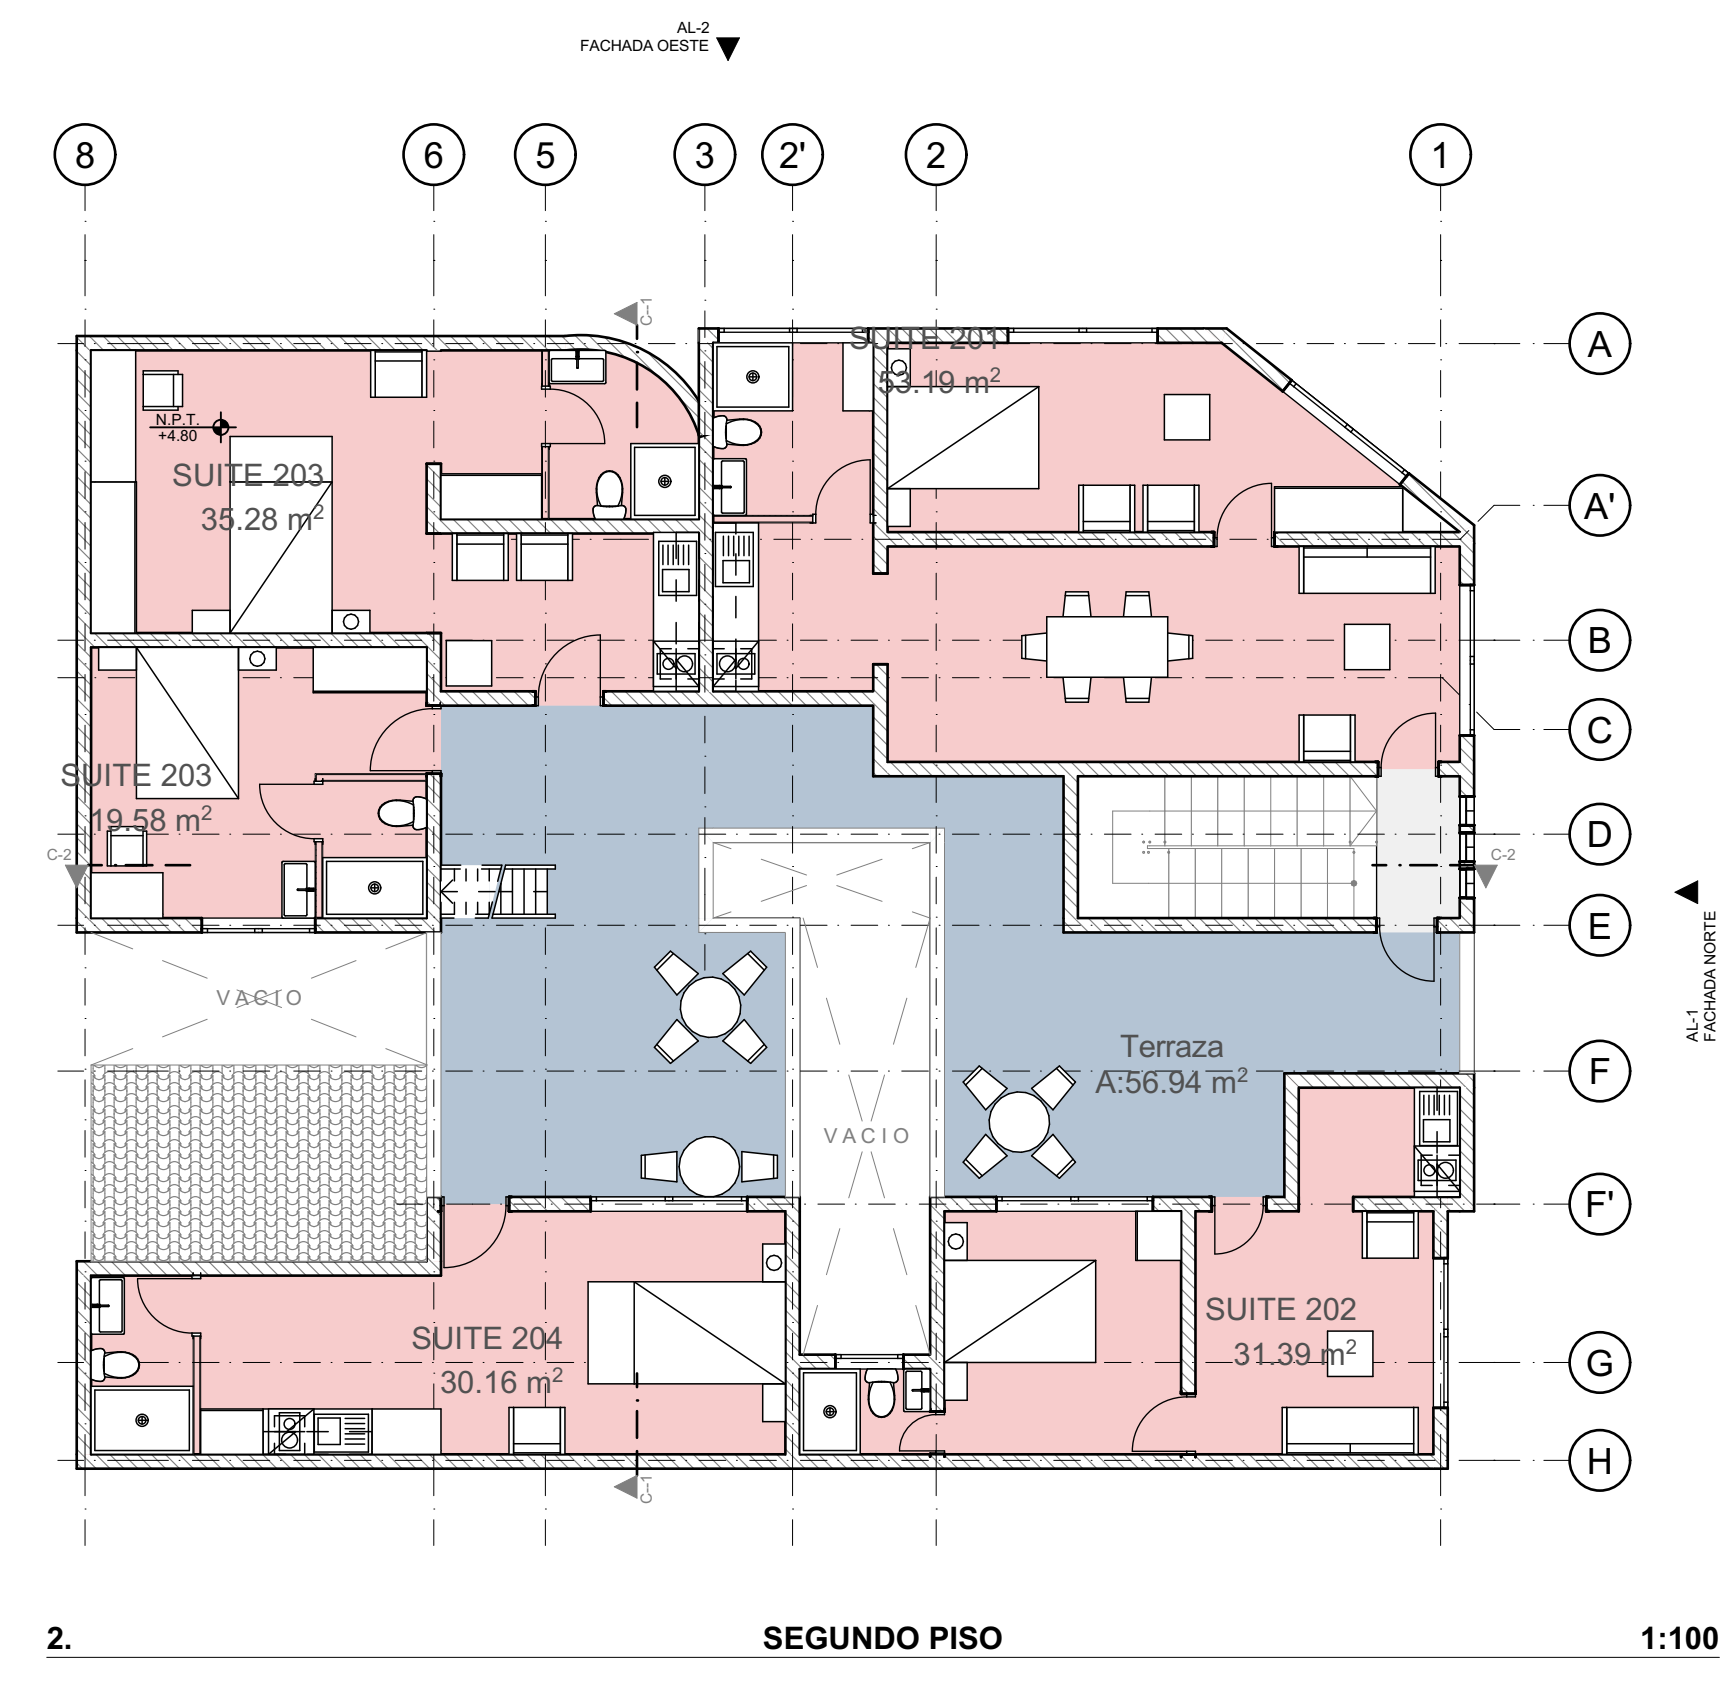 AL-2
FACHADA OESTE
8
6
5
3
2'
2
1
C-1
A
SUITE 201
53.19 m²
N.P.T.
+4.80
SUITE 203
35.28 m²
A'
B
C
SUITE 203
19.58 m²
D
C-2
C-2
E
AL-1
FACHADA NORTE
VACIO
Terraza
A:56.94 m²
F
VACIO
F'
SUITE 202
31.39 m²
SUITE 204
30.16 m²
G
H
C-1
2.
SEGUNDO PISO
1:100